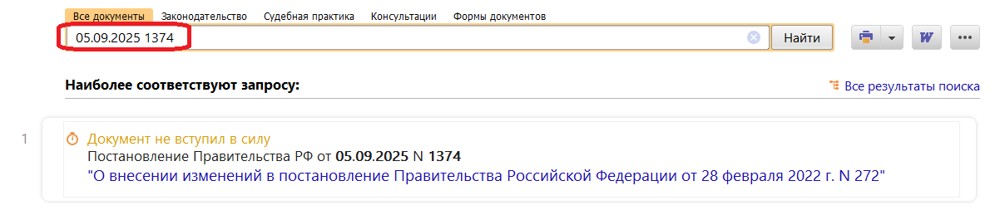 Все документы Законодательство Судебная практика Консультации Формы документов
05.09.2025 1374 Найти W
Наиболее соответствуют запросу: Все результаты поиска
1 Документ не вступил в силу
Постановление Правительства РФ от 05.09.2025 N 1374
"О внесении изменений в постановление Правительства Российской Федерации от 28 февраля 2022 г. N 272"